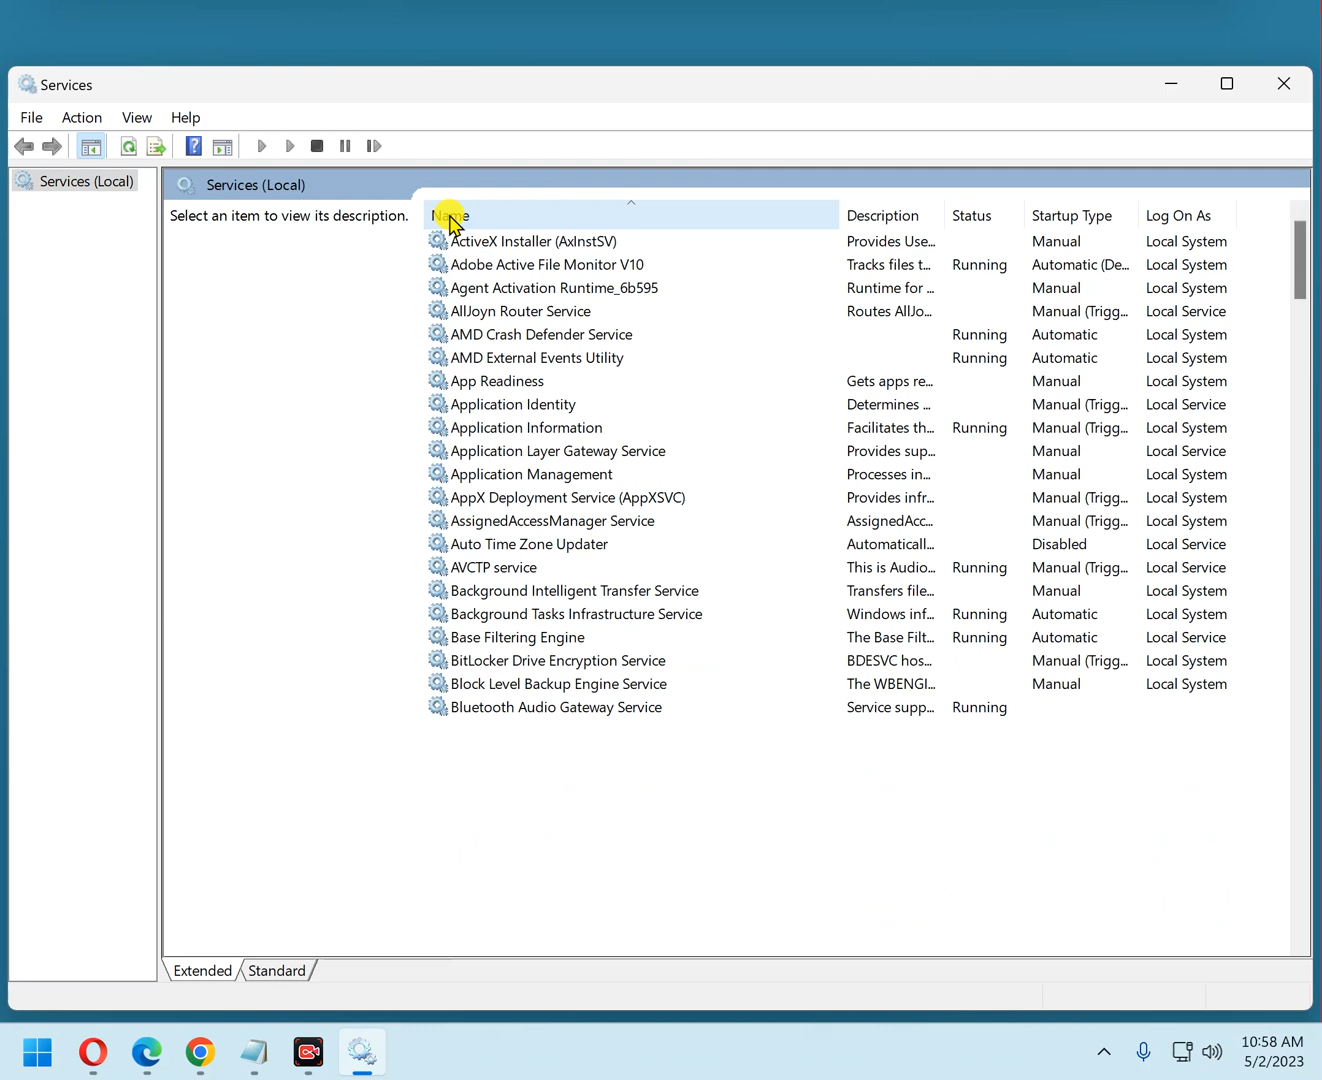 Services
File Action View Help
Services (Local)
Services (Local)
Select an item to view its description.
Name Description Status Startup Type Log On As
ActiveX Installer (AxInstSV) Provides Use... Manual Local System
Adobe Active File Monitor V10 Tracks files t... Running Automatic (De... Local System
Agent Activation Runtime_6b595 Runtime for ... Manual Local System
AllJoyn Router Service Routes AllJo... Manual (Trigg... Local Service
AMD Crash Defender Service Running Automatic Local System
AMD External Events Utility Running Automatic Local System
App Readiness Gets apps re... Manual Local System
Application Identity Determines ... Manual (Trigg... Local Service
Application Information Facilitates th... Running Manual (Trigg... Local System
Application Layer Gateway Service Provides sup... Manual Local Service
Application Management Processes in... Manual Local System
AppX Deployment Service (AppXSVC) Provides infr... Manual (Trigg... Local System
AssignedAccessManager Service AssignedAcc... Manual (Trigg... Local System
Auto Time Zone Updater Automaticall... Disabled Local Service
AVCTP service This is Audio... Running Manual (Trigg... Local Service
Background Intelligent Transfer Service Transfers file... Manual Local System
Background Tasks Infrastructure Service Windows inf... Running Automatic Local System
Base Filtering Engine The Base Filt... Running Automatic Local Service
BitLocker Drive Encryption Service BDESVC hos... Manual (Trigg... Local System
Block Level Backup Engine Service The WBENGI... Manual Local System
Bluetooth Audio Gateway Service Service supp... Running
Extended Standard
10:58 AM
5/2/2023